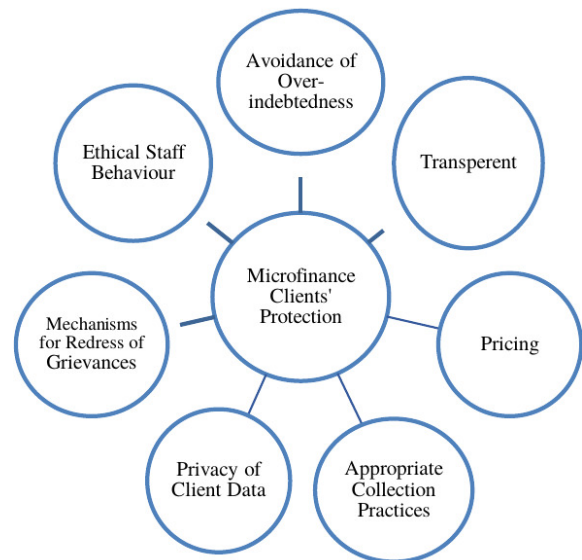 Avoidance of
Over-
indebtedness
Transperent
Pricing
Appropriate
Collection
Practices
Privacy of
Client Data
Mechanisms
for Redress of
Grievances
Ethical Staff
Behaviour
Microfinance
Clients'
Protection